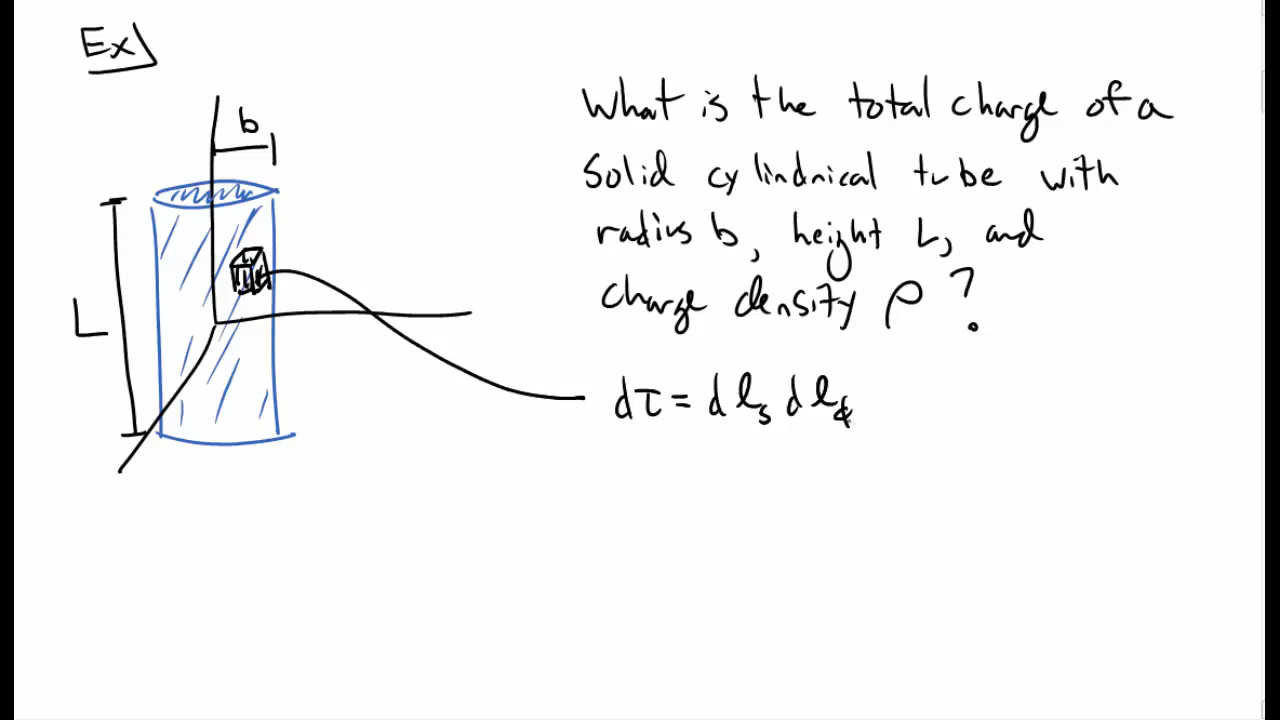 Ex
b
L
What is the total charge of a
solid cylindrical tube with
radius b, height L, and
charge density ρ?
dτ = dl_s dl_ϕ